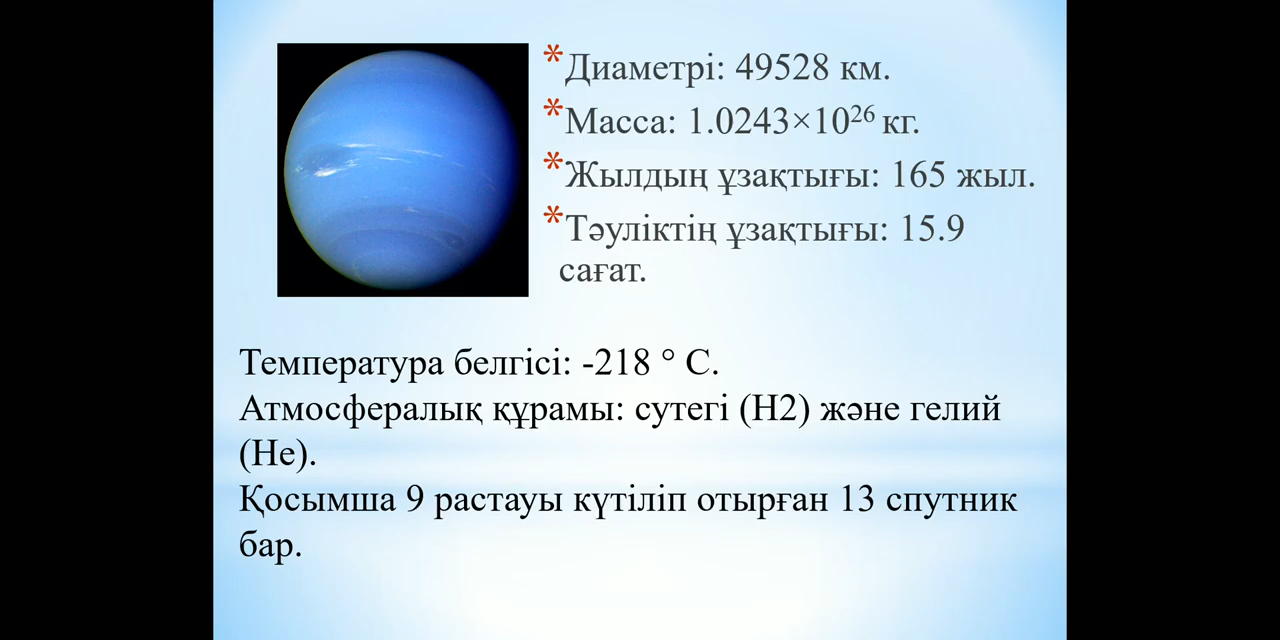 *Диаметрі: 49528 км.
*Масса: 1.0243×10²⁶ кг.
*Жылдың ұзақтығы: 165 жыл.
*Тәуліктің ұзақтығы: 15.9
сағат.
Температура белгісі: -218 ° C.
Атмосфералық құрамы: сутегі (H2) және гелий
(He).
Қосымша 9 растауы күтіліп отырған 13 спутник
бар.